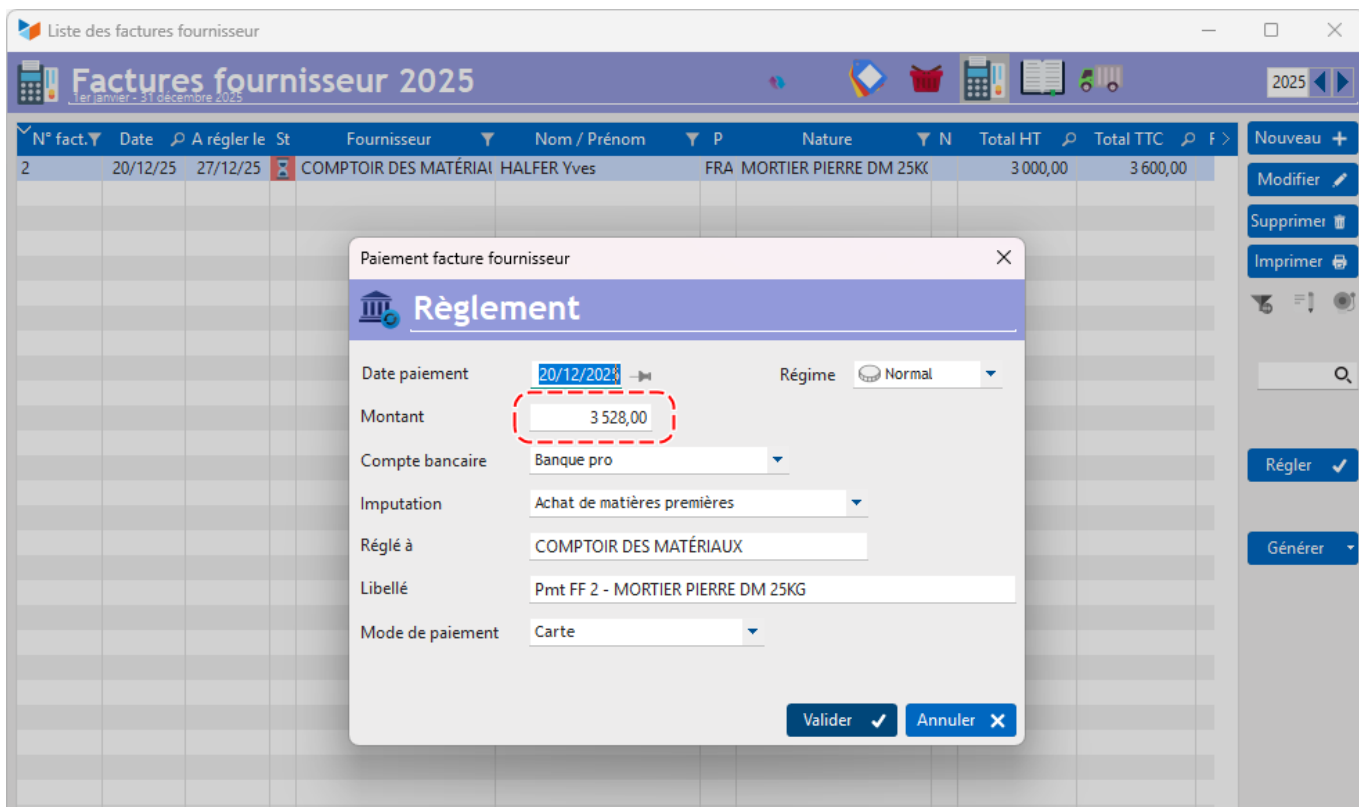 Liste des factures fournisseur
Factures fournisseur 2025
1er janvier - 31 décembre 2025
2025
N° fact. Date A régler le St Fournisseur Nom / Prénom P Nature N Total HT Total TTC F
2 20/12/25 27/12/25 COMPTOIR DES MATÉRIAU HALFER Yves FRA MORTIER PIERRE DM 25KG 3 000,00 3 600,00
Nouveau
Modifier
Supprimer
Imprimer
Régler
Générer
Paiement facture fournisseur
Règlement
Date paiement 20/12/2025 Régime Normal
Montant 3 528,00
Compte bancaire Banque pro
Imputation Achat de matières premières
Réglé à COMPTOIR DES MATÉRIAUX
Libellé Pmt FF 2 - MORTIER PIERRE DM 25KG
Mode de paiement Carte
Valider Annuler